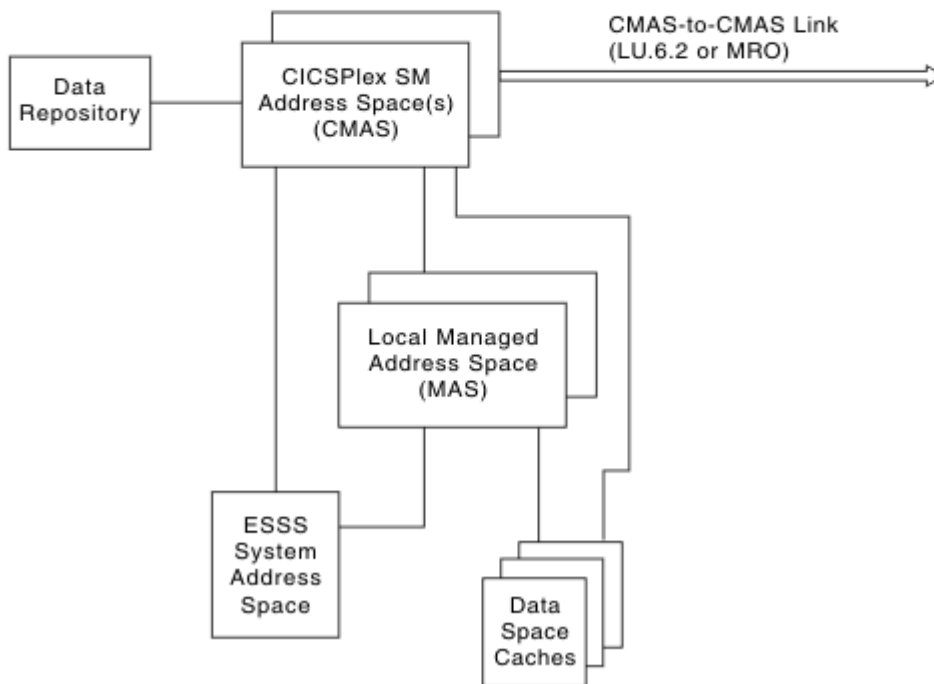 CMAS-to-CMAS Link
(LU.6.2 or MRO)
CICSPlex SM
Address Space(s)
(CMAS)
Data
Repository
Local Managed
Address Space
(MAS)
ESSS
System
Address
Space
Data
Space
Caches